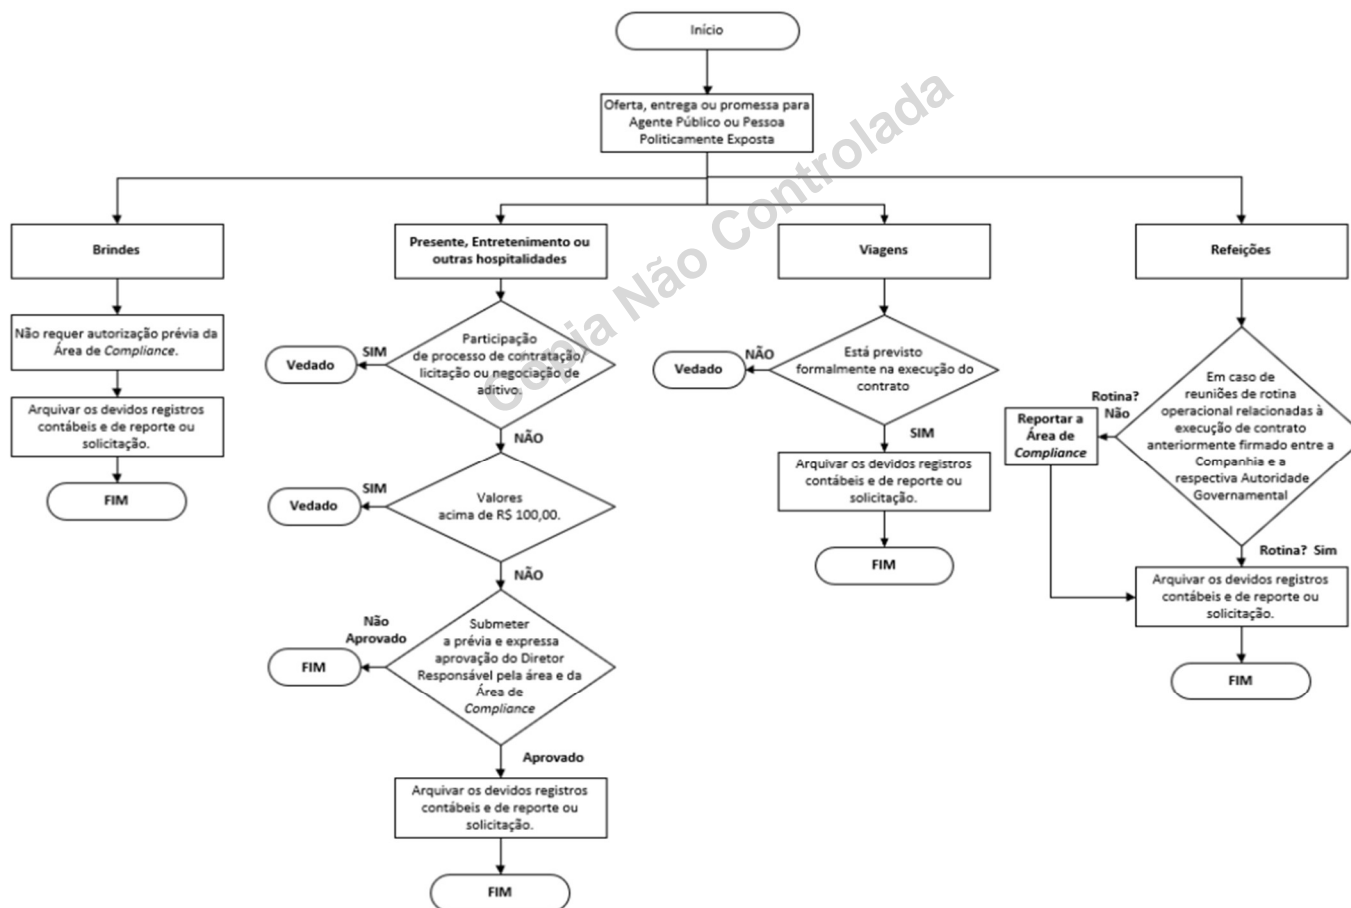 Início
Oferta, entrega ou promessa para
Agente Público ou Pessoa
Politicamente Exposta
Brindes
Não requer autorização prévia da
Área de Compliance.
Arquivar os devidos registros
contábeis e de reporte ou
solicitação.
FIM
Presente, Entretenimento ou
outras hospitalidades
Participação
de processo de contratação/
licitação ou negociação de
aditivo.
SIM
Vedado
NÃO
Valores
acima de R$ 100,00.
SIM
Vedado
NÃO
Submeter
a prévia e expressa
aprovação do Diretor
Responsável pela área e da
Área de
Compliance
Não
Aprovado
FIM
Aprovado
Arquivar os devidos registros
contábeis e de reporte ou
solicitação.
FIM
Viagens
Está previsto
formalmente na execução do
contrato
NÃO
Vedado
SIM
Arquivar os devidos registros
contábeis e de reporte ou
solicitação.
FIM
Refeições
Em caso de
reuniões de rotina
operacional relacionadas à
execução de contrato
anteriormente firmado entre a
Companhia e a
respectiva Autoridade
Governamental
Rotina?
Não
Reportar a
Área de
Compliance
Rotina? Sim
Arquivar os devidos registros
contábeis e de reporte ou
solicitação.
FIM
Copia Não Controlada